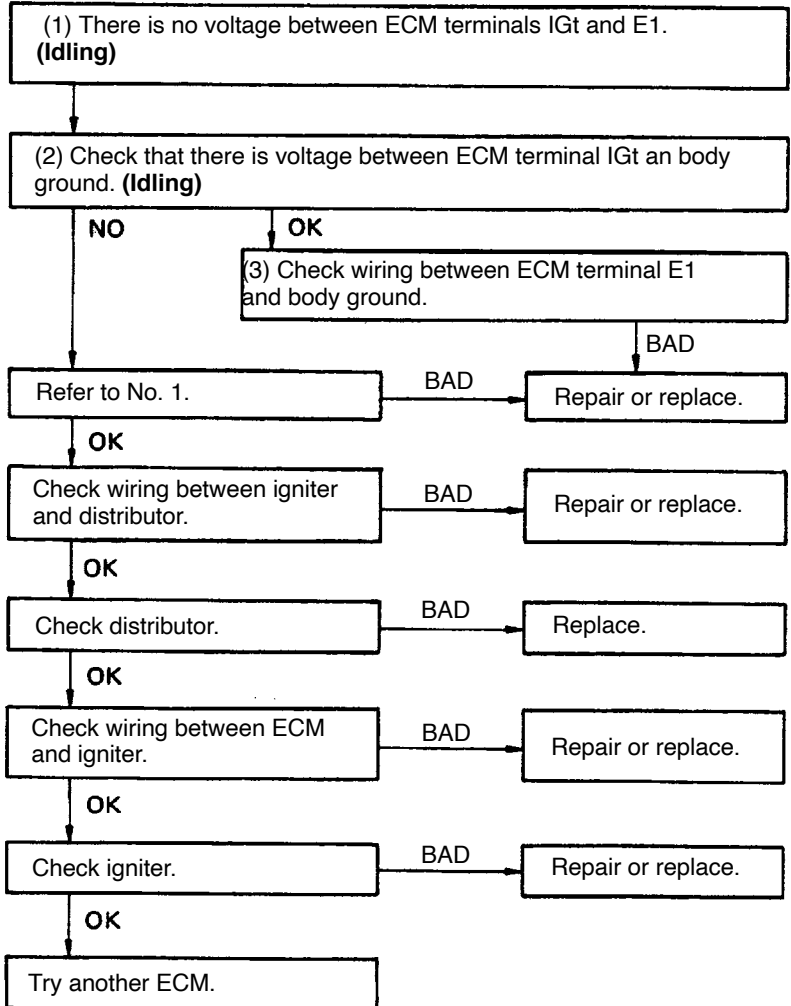 (1) There is no voltage between ECM terminals IGt and E1.
(Idling)
(2) Check that there is voltage between ECM terminal IGt an body
ground. (Idling)
NO
OK
(3) Check wiring between ECM terminal E1
and body ground.
BAD
Refer to No. 1.
BAD
Repair or replace.
OK
Check wiring between igniter
and distributor.
BAD
Repair or replace.
OK
Check distributor.
BAD
Replace.
OK
Check wiring between ECM
and igniter.
BAD
Repair or replace.
OK
Check igniter.
BAD
Repair or replace.
OK
Try another ECM.